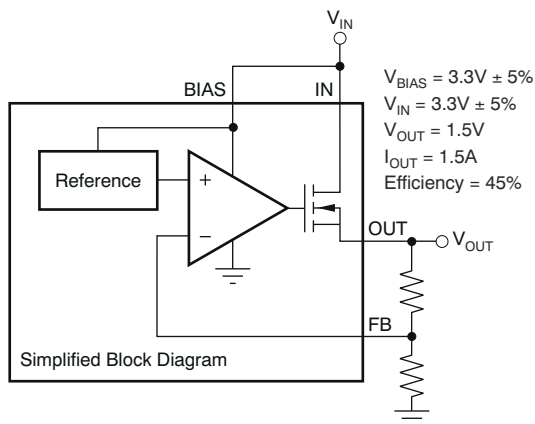 V_IN
BIAS
IN
V_BIAS = 3.3V ± 5%
V_IN = 3.3V ± 5%
V_OUT = 1.5V
I_OUT = 1.5A
Efficiency = 45%
Reference
+
−
OUT
V_OUT
FB
Simplified Block Diagram